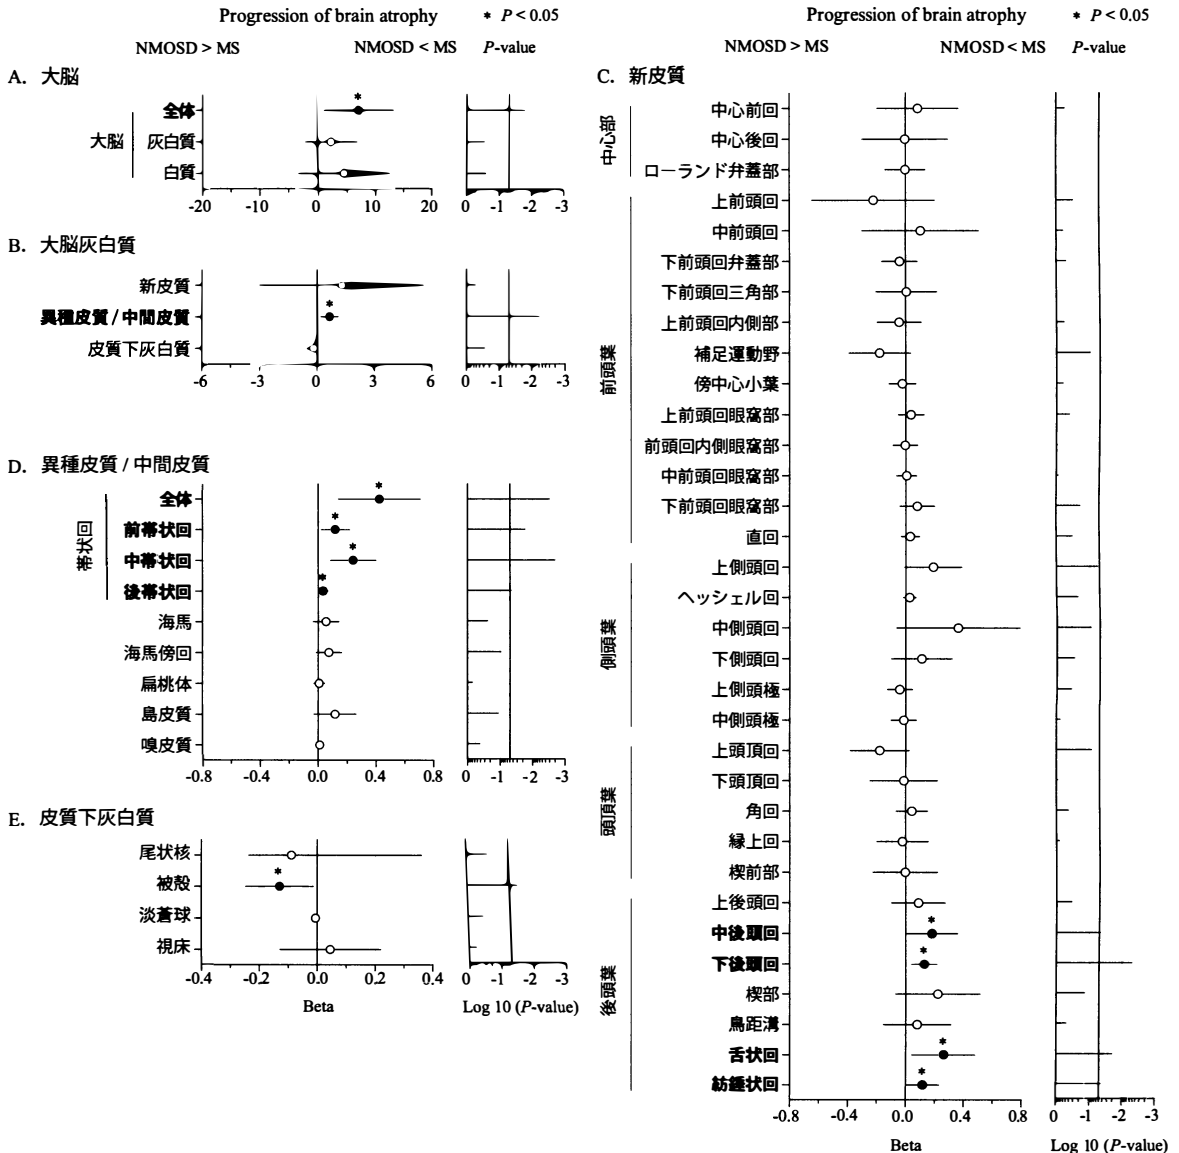 Progression of brain atrophy
* P < 0.05
NMOSD > MS
NMOSD < MS
P-value
A. 大脳
大脳
全体
*
灰白質
白質
-20 -10 0 10 20
0 -1 -2 -3
B. 大脳灰白質
新皮質
*
異種皮質 / 中間皮質
皮質下灰白質
-6 -3 0 3 6
0 -1 -2 -3
D. 異種皮質 / 中間皮質
帯状回
全体
*
前帯状回
*
中帯状回
*
後帯状回
*
海馬
海馬傍回
扁桃体
島皮質
嗅皮質
-0.8 -0.4 0.0 0.4 0.8
0 -1 -2 -3
E. 皮質下灰白質
尾状核
被殻
*
淡蒼球
視床
-0.4 -0.2 0.0 0.2 0.4
0 -1 -2 -3
Beta
Log 10 (P-value)
Progression of brain atrophy
* P < 0.05
NMOSD > MS
NMOSD < MS
P-value
C. 新皮質
中心部
中心前回
中心後回
ローランド弁蓋部
前頭葉
上前頭回
中前頭回
下前頭回弁蓋部
下前頭回三角部
上前頭回内側部
補足運動野
傍中心小葉
上前頭回眼窩部
前頭回内側眼窩部
中前頭回眼窩部
下前頭回眼窩部
直回
側頭葉
上側頭回
ヘッシェル回
中側頭回
下側頭回
上側頭極
中側頭極
頭頂葉
上頭頂回
下頭頂回
角回
縁上回
楔前部
後頭葉
上後頭回
中後頭回
*
下後頭回
*
楔部
鳥距溝
舌状回
*
紡錘状回
*
-0.8 -0.4 0.0 0.4 0.8
0 -1 -2 -3
Beta
Log 10 (P-value)